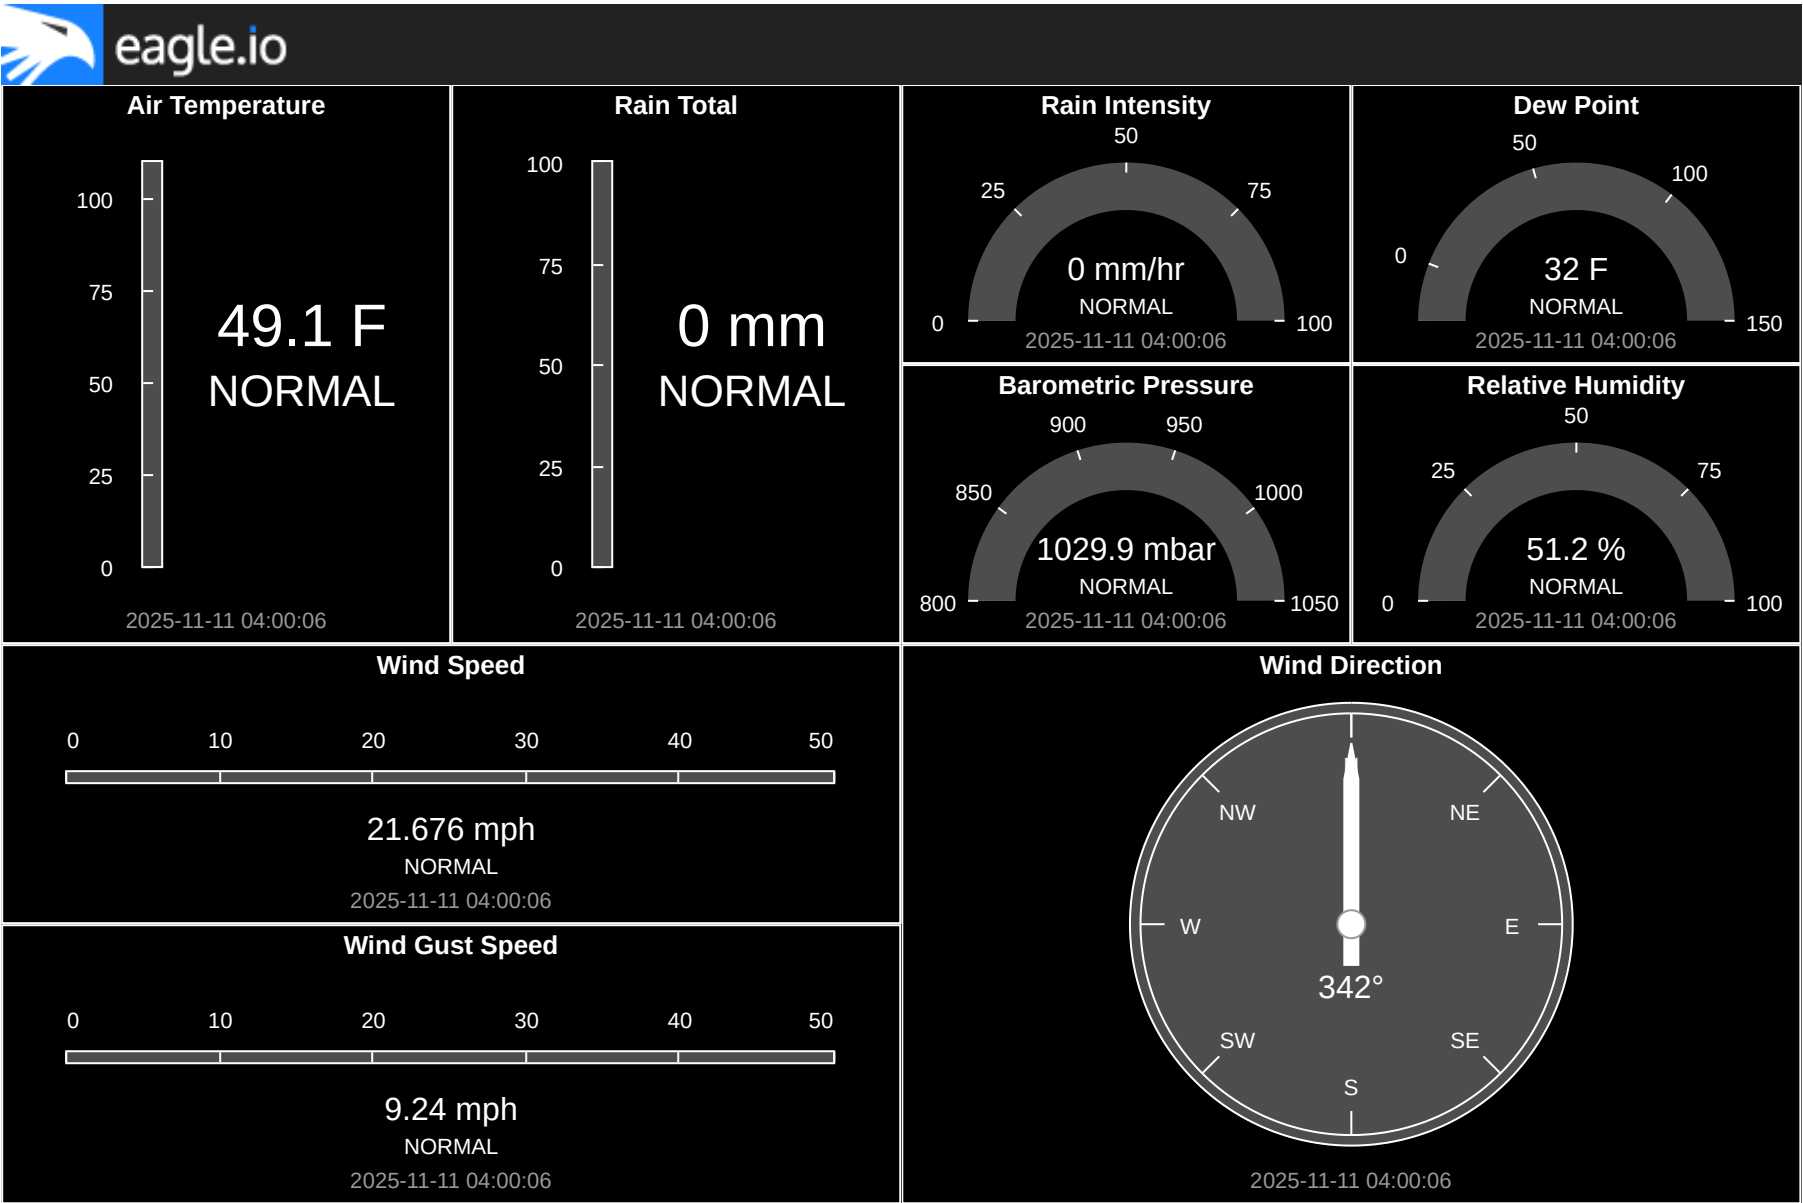 eagle.io
Air Temperature
100
75
50
25
0
49.1 F
NORMAL
2025-11-11 04:00:06
Rain Total
100
75
50
25
0
0 mm
NORMAL
2025-11-11 04:00:06
Rain Intensity
0
25
50
75
100
0 mm/hr
NORMAL
2025-11-11 04:00:06
Dew Point
0
50
100
150
32 F
NORMAL
2025-11-11 04:00:06
Barometric Pressure
800
850
900
950
1000
1050
1029.9 mbar
NORMAL
2025-11-11 04:00:06
Relative Humidity
0
25
50
75
100
51.2 %
NORMAL
2025-11-11 04:00:06
Wind Speed
0 10 20 30 40 50
21.676 mph
NORMAL
2025-11-11 04:00:06
Wind Gust Speed
0 10 20 30 40 50
9.24 mph
NORMAL
2025-11-11 04:00:06
Wind Direction
NW NE
W E
342°
SW SE
S
2025-11-11 04:00:06